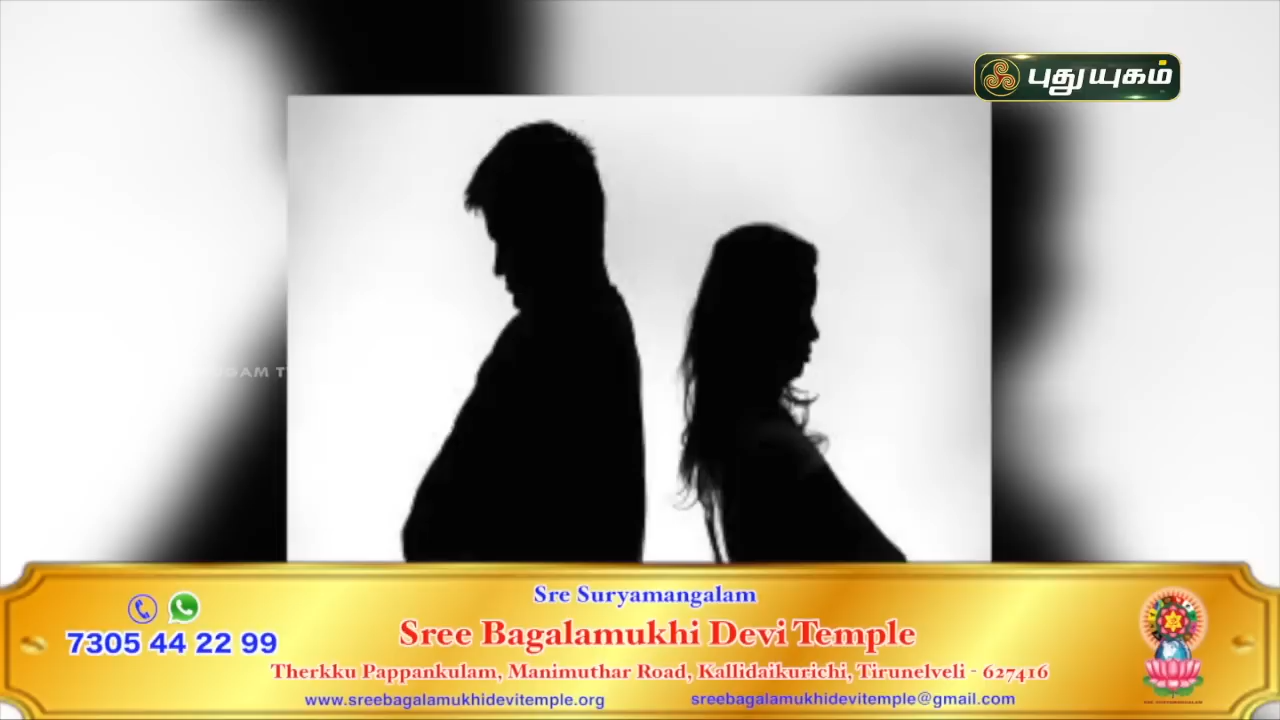 புதுயுகம்
Sre Suryamangalam
7305 44 22 99
Sree Bagalamukhi Devi Temple
Therkku Pappankulam, Manimuthar Road, Kallidaikurichi, Tirunelveli - 627416
www.sreebagalamukhidevitemple.org sreebagalamukhidevitemple@gmail.com